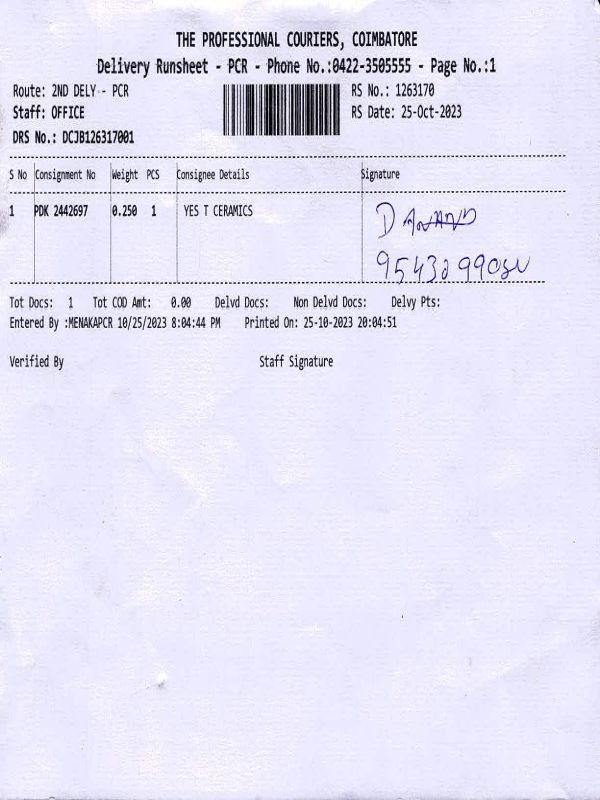 THE PROFESSIONAL COURIERS, COIMBATORE
Delivery Runsheet - PCR - Phone No.:0422-3505555 - Page No.:1
Route: 2ND DELY - PCR RS No.: 1263170
Staff: OFFICE RS Date: 25-Oct-2023
DRS No.: DCJB126317001
S No Consignment No Weight PCS Consignee Details Signature
1 PDK 2442697 0.250 1 YES T CERAMICS D ANAND
Tot Docs: 1 Tot COD Amt: 0.00 Delvd Docs: Non Delvd Docs: Delvy Pts:
Entered By :MENAKAPCR 10/25/2023 8:04:44 PM Printed On: 25-10-2023 20:04:51
Verified By Staff Signature